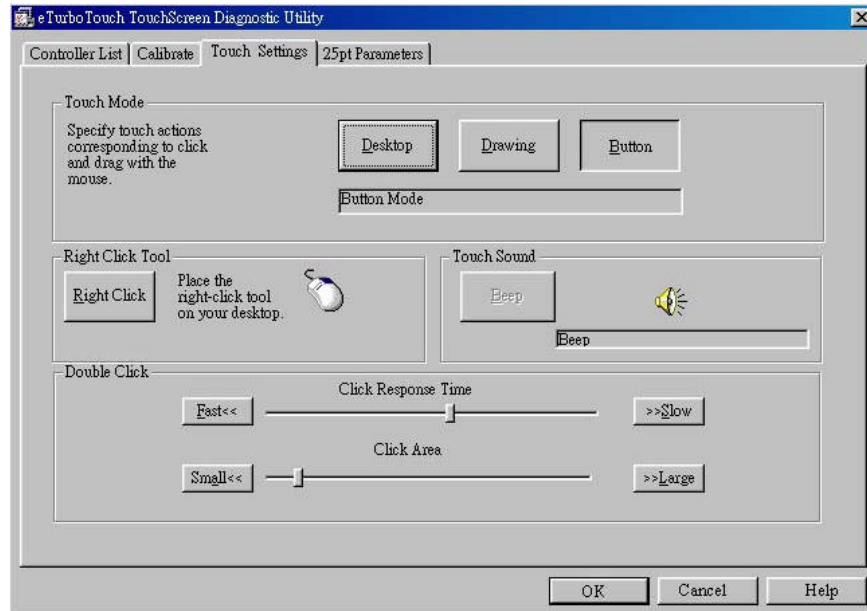 eTurboTouch TouchScreen Diagnostic Utility
Controller List
Calibrate
Touch Settings
25pt Parameters
Touch Mode
Specify touch actions
corresponding to click
and drag with the
mouse.
Desktop
Drawing
Button
Button Mode
Right Click Tool
Right Click
Place the
right-click tool
on your desktop.
Touch Sound
Beep
Beep
Double Click
Click Response Time
Fast<<
>>Slow
Click Area
Small<<
>>Large
OK
Cancel
Help